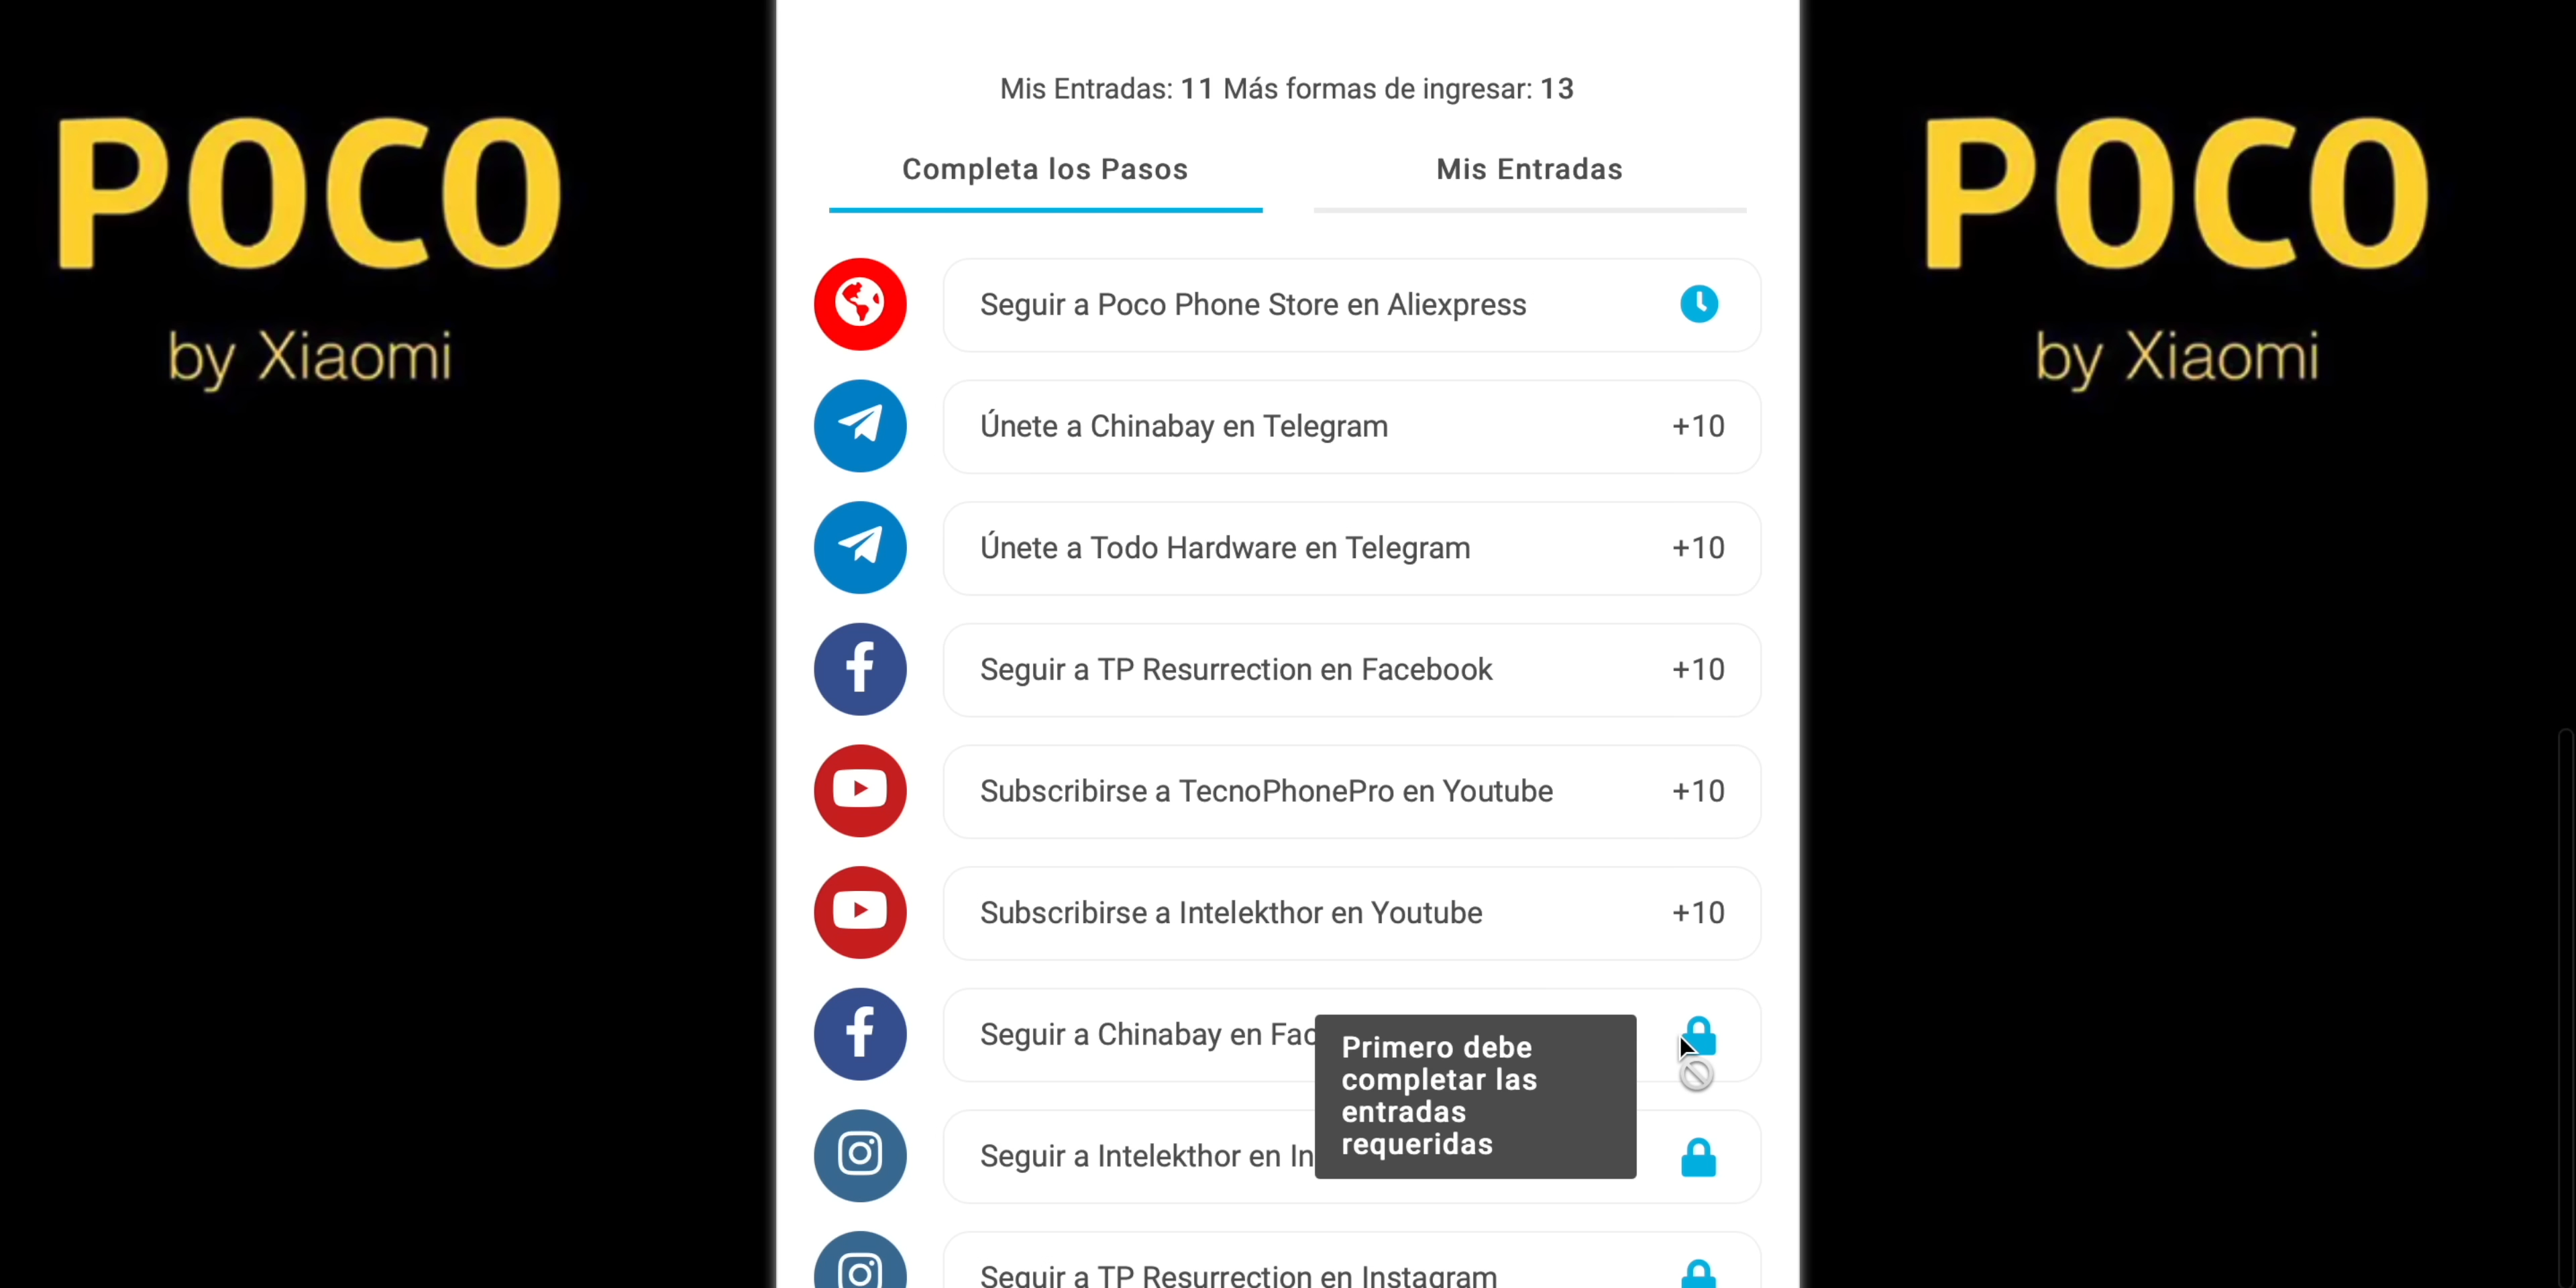 POCO
by Xiaomi
Mis Entradas: 11 Más formas de ingresar: 13
Completa los Pasos
Mis Entradas
Seguir a Poco Phone Store en Aliexpress
Únete a Chinabay en Telegram +10
Únete a Todo Hardware en Telegram +10
Seguir a TP Resurrection en Facebook +10
Subscribirse a TecnoPhonePro en Youtube +10
Subscribirse a Intelekthor en Youtube +10
Seguir a Chinabay en Fac
Primero debe
completar las
entradas
requeridas
Seguir a Intelekthor en In
Seguir a TP Resurrection en Instagram
POCO
by Xiaomi